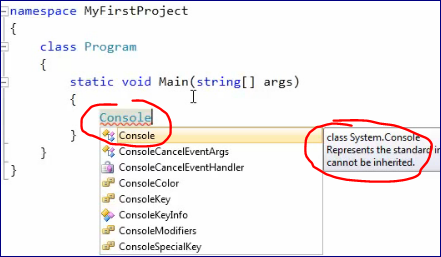 namespace MyFirstProject
{
class Program
{
static void Main(string[] args)
{
Console
}
}
}
Console
ConsoleCancelEventArgs
ConsoleCancelEventHandler
ConsoleColor
ConsoleKey
ConsoleKeyInfo
ConsoleModifiers
ConsoleSpecialKey
class System.Console
Represents the standard
cannot be inherited.